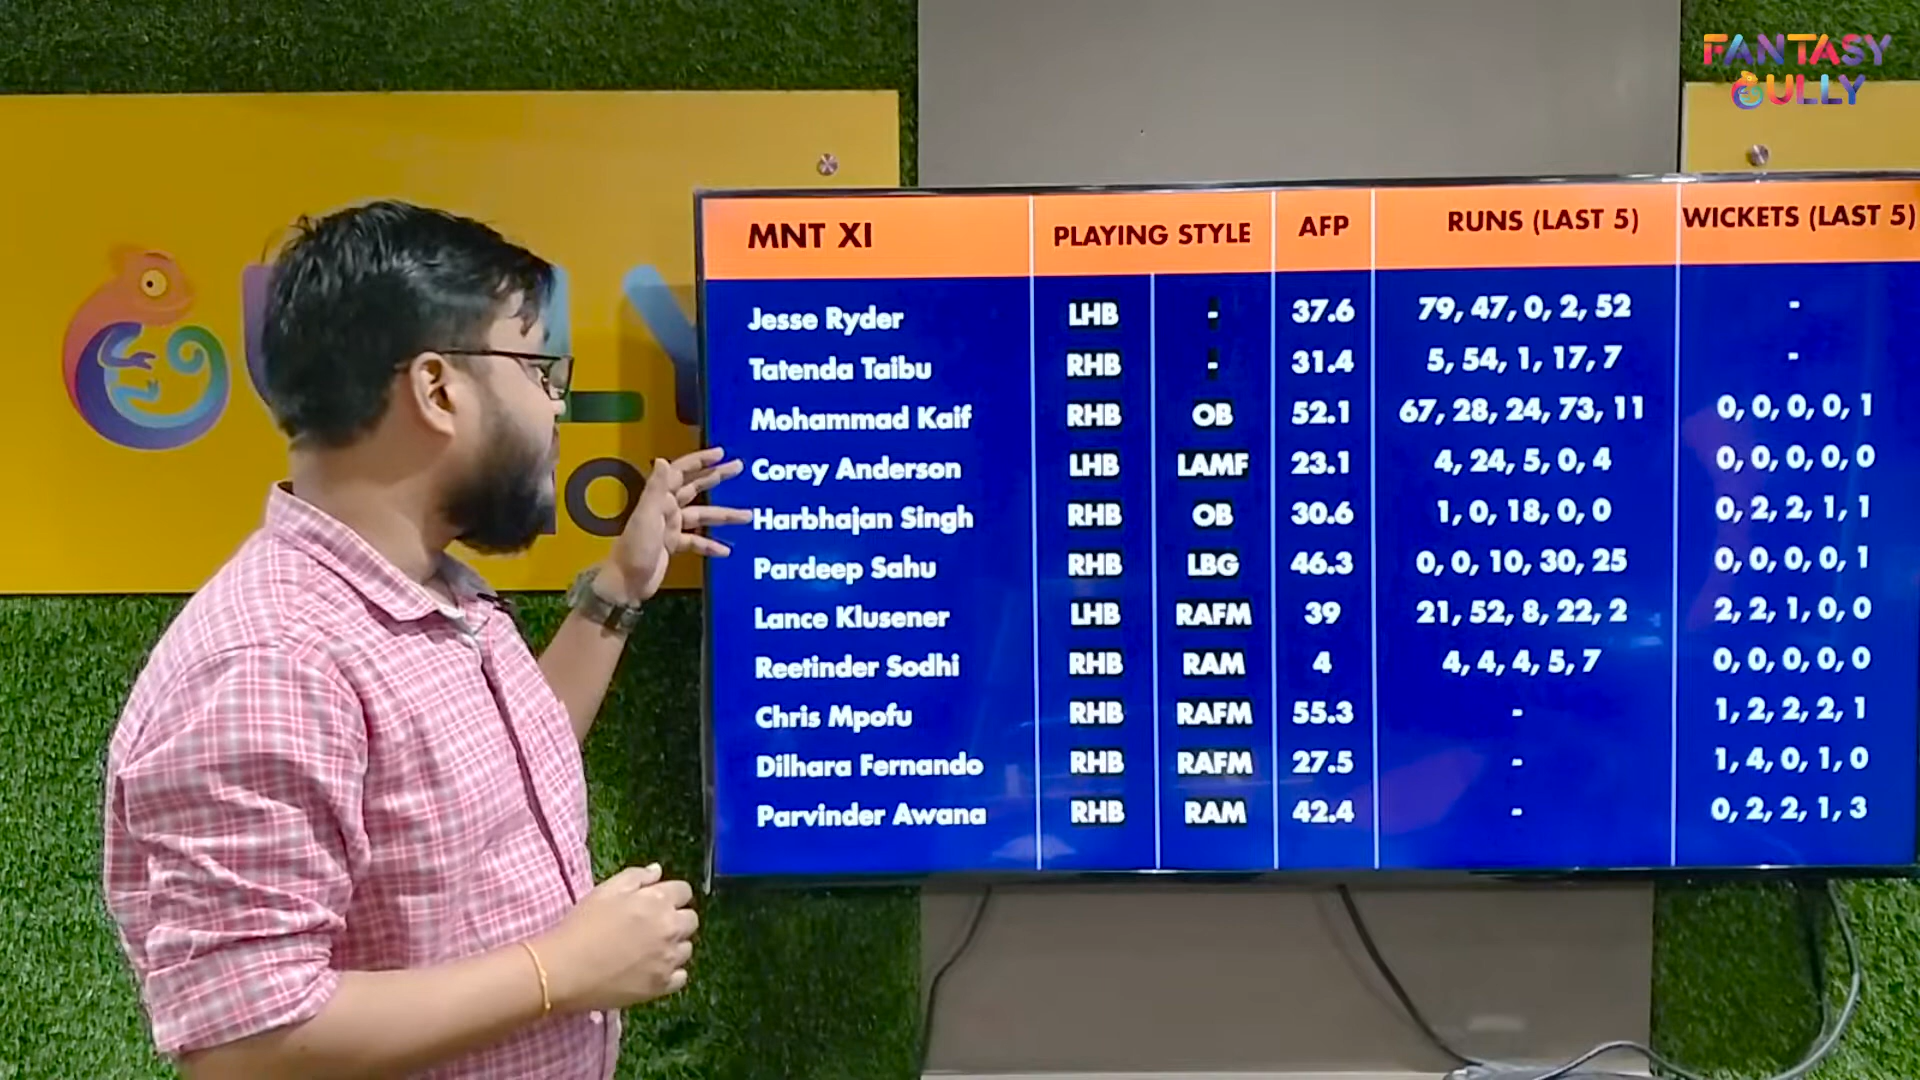 FANTASY
GULLY
MNT XI PLAYING STYLE AFP RUNS (LAST 5) WICKETS (LAST 5)
Jesse Ryder LHB - 37.6 79, 47, 0, 2, 52 -
Tatenda Taibu RHB - 31.4 5, 54, 1, 17, 7 -
Mohammad Kaif RHB OB 52.1 67, 28, 24, 73, 11 0, 0, 0, 0, 1
Corey Anderson LHB LAMF 23.1 4, 24, 5, 0, 4 0, 0, 0, 0, 0
Harbhajan Singh RHB OB 30.6 1, 0, 18, 0, 0 0, 2, 2, 1, 1
Pardeep Sahu RHB LBG 46.3 0, 0, 10, 30, 25 0, 0, 0, 0, 1
Lance Klusener LHB RAFM 39 21, 52, 8, 22, 2 2, 2, 1, 0, 0
Reetinder Sodhi RHB RAM 4 4, 4, 4, 5, 7 0, 0, 0, 0, 0
Chris Mpofu RHB RAFM 55.3 - 1, 2, 2, 2, 1
Dilhara Fernando RHB RAFM 27.5 - 1, 4, 0, 1, 0
Parvinder Awana RHB RAM 42.4 - 0, 2, 2, 1, 3